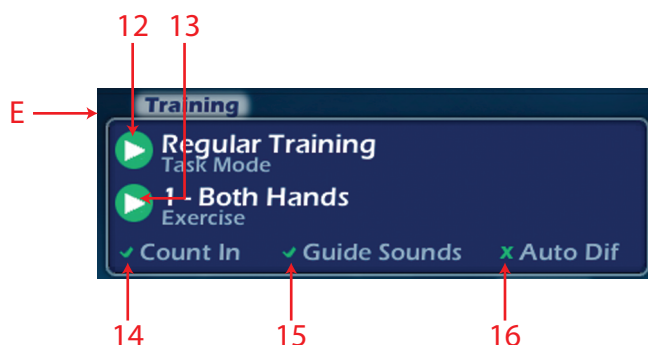 12 13
E
Training
Regular Training
Task Mode
1 - Both Hands
Exercise
Count In Guide Sounds x Auto Dif
14 15 16